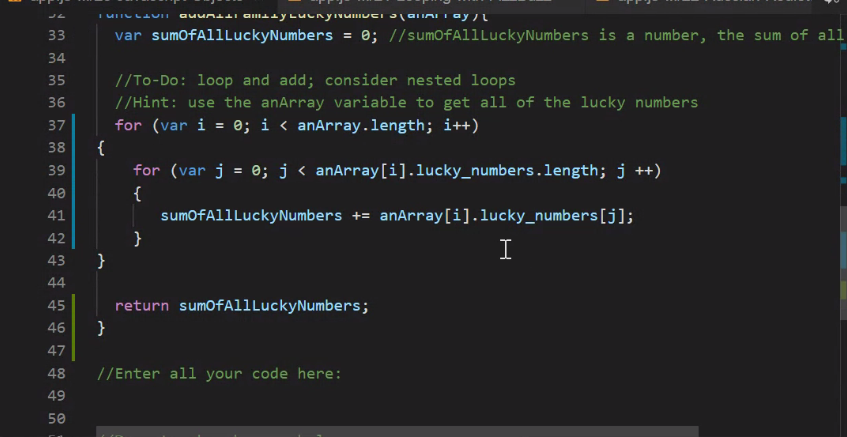 function addAllFamilyLuckyNumbers(anArray){
33 var sumOfAllLuckyNumbers = 0; //sumOfAllLuckyNumbers is a number, the sum of all
34
35 //To-Do: loop and add; consider nested loops
36 //Hint: use the anArray variable to get all of the lucky numbers
37 for (var i = 0; i < anArray.length; i++)
38 {
39 for (var j = 0; j < anArray[i].lucky_numbers.length; j ++)
40 {
41 sumOfAllLuckyNumbers += anArray[i].lucky_numbers[j];
42 }
43 }
44
45 return sumOfAllLuckyNumbers;
46 }
47
48 //Enter all your code here:
49
50